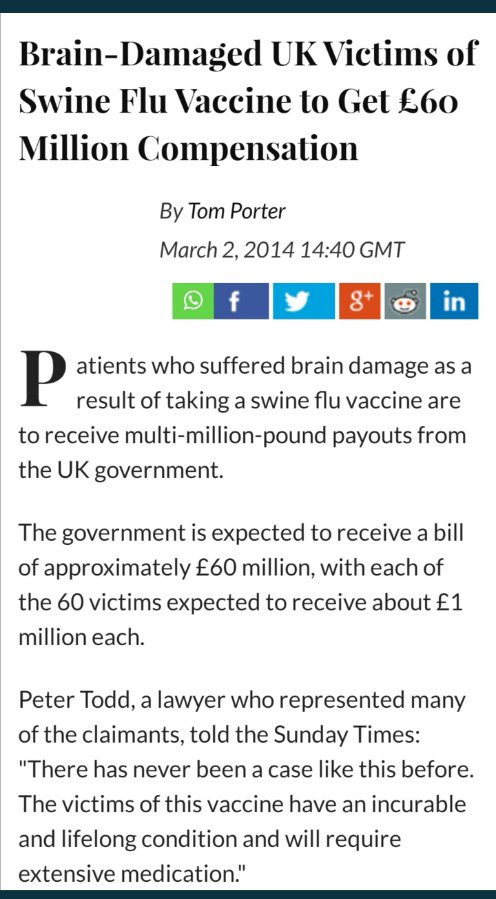 Brain-Damaged UK Victims of
Swine Flu Vaccine to Get £60
Million Compensation
By Tom Porter
March 2, 2014 14:40 GMT
f
g+
in
Patients who suffered brain damage as a
result of taking a swine flu vaccine are
to receive multi-million-pound payouts from
the UK government.
The government is expected to receive a bill
of approximately £60 million, with each of
the 60 victims expected to receive about £1
million each.
Peter Todd, a lawyer who represented many
of the claimants, told the Sunday Times:
"There has never been a case like this before.
The victims of this vaccine have an incurable
and lifelong condition and will require
extensive medication."